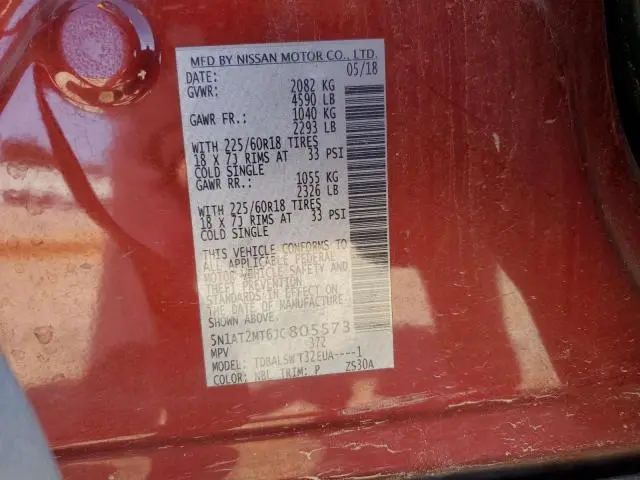 MFD BY NISSAN MOTOR CO., LTD.
DATE: 05/18
GVWR: 2082 KG
4590 LB
GAWR FR.: 1040 KG
2293 LB
WITH 225/60R18 TIRES
18 X 7J RIMS AT 33 PSI
COLD SINGLE
GAWR RR.: 1055 KG
2326 LB
WITH 225/60R18 TIRES
18 X 7J RIMS AT 33 PSI
COLD SINGLE
THIS VEHICLE CONFORMS TO
ALL APPLICABLE FEDERAL
MOTOR VEHICLE SAFETY AND
THEFT PREVENTION
STANDARDS IN EFFECT ON
THE DATE OF MANUFACTURE
SHOWN ABOVE.
5N1AT2MT6JC805573
MPV 372
MODEL: TDBALSWT32EUA----1
COLOR: NBL TRIM: P ZS30A